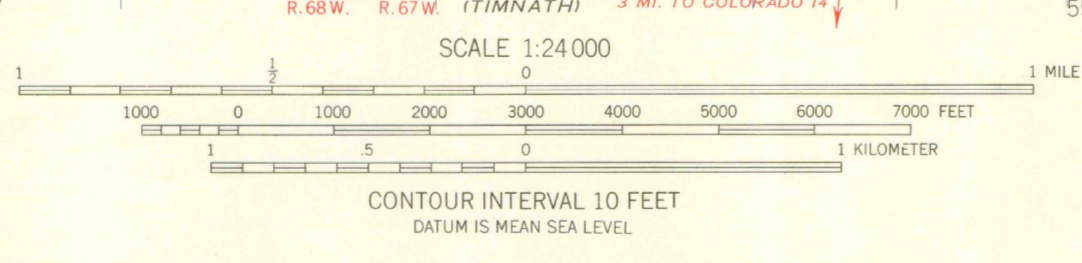 R.68W. R.67W. (TIMNATH) 3 MI. TO COLORADO 14
SCALE 1:24 000
1 ½ 0 1 MILE
1000 0 1000 2000 3000 4000 5000 6000 7000 FEET
1 .5 0 1 KILOMETER
CONTOUR INTERVAL 10 FEET
DATUM IS MEAN SEA LEVEL